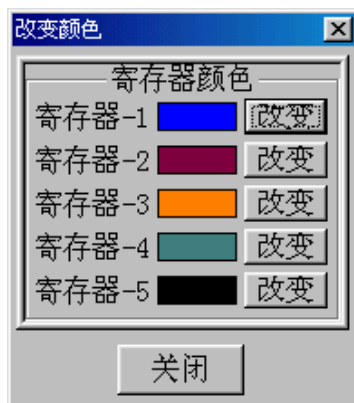 改变颜色
寄存器颜色
寄存器-1 改变
寄存器-2 改变
寄存器-3 改变
寄存器-4 改变
寄存器-5 改变
关闭